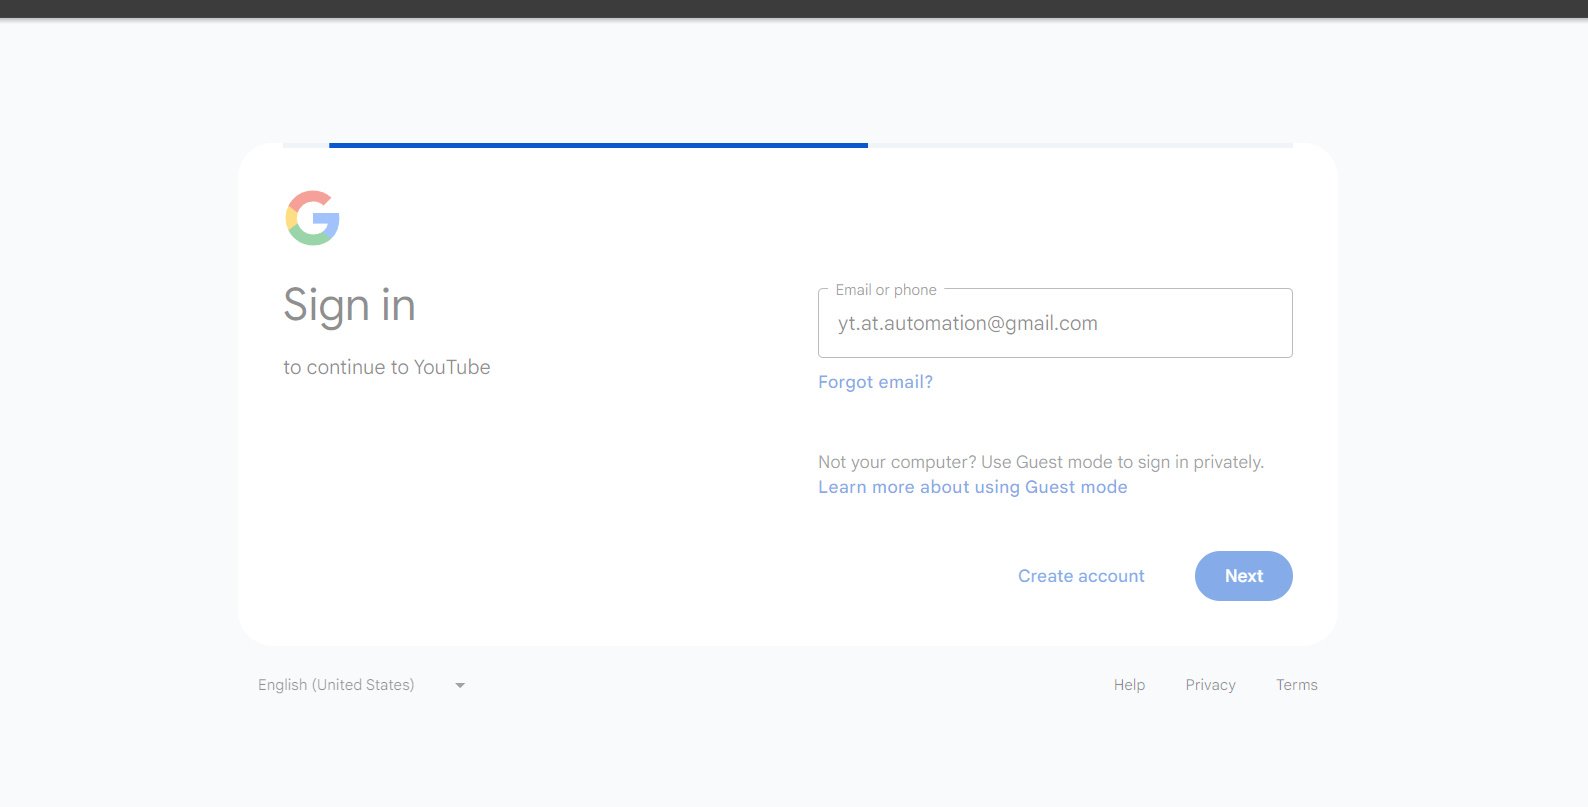 Sign in
to continue to YouTube
Email or phone
yt.at.automation@gmail.com
Forgot email?
Not your computer? Use Guest mode to sign in privately.
Learn more about using Guest mode
Create account
Next
English (United States)
Help
Privacy
Terms